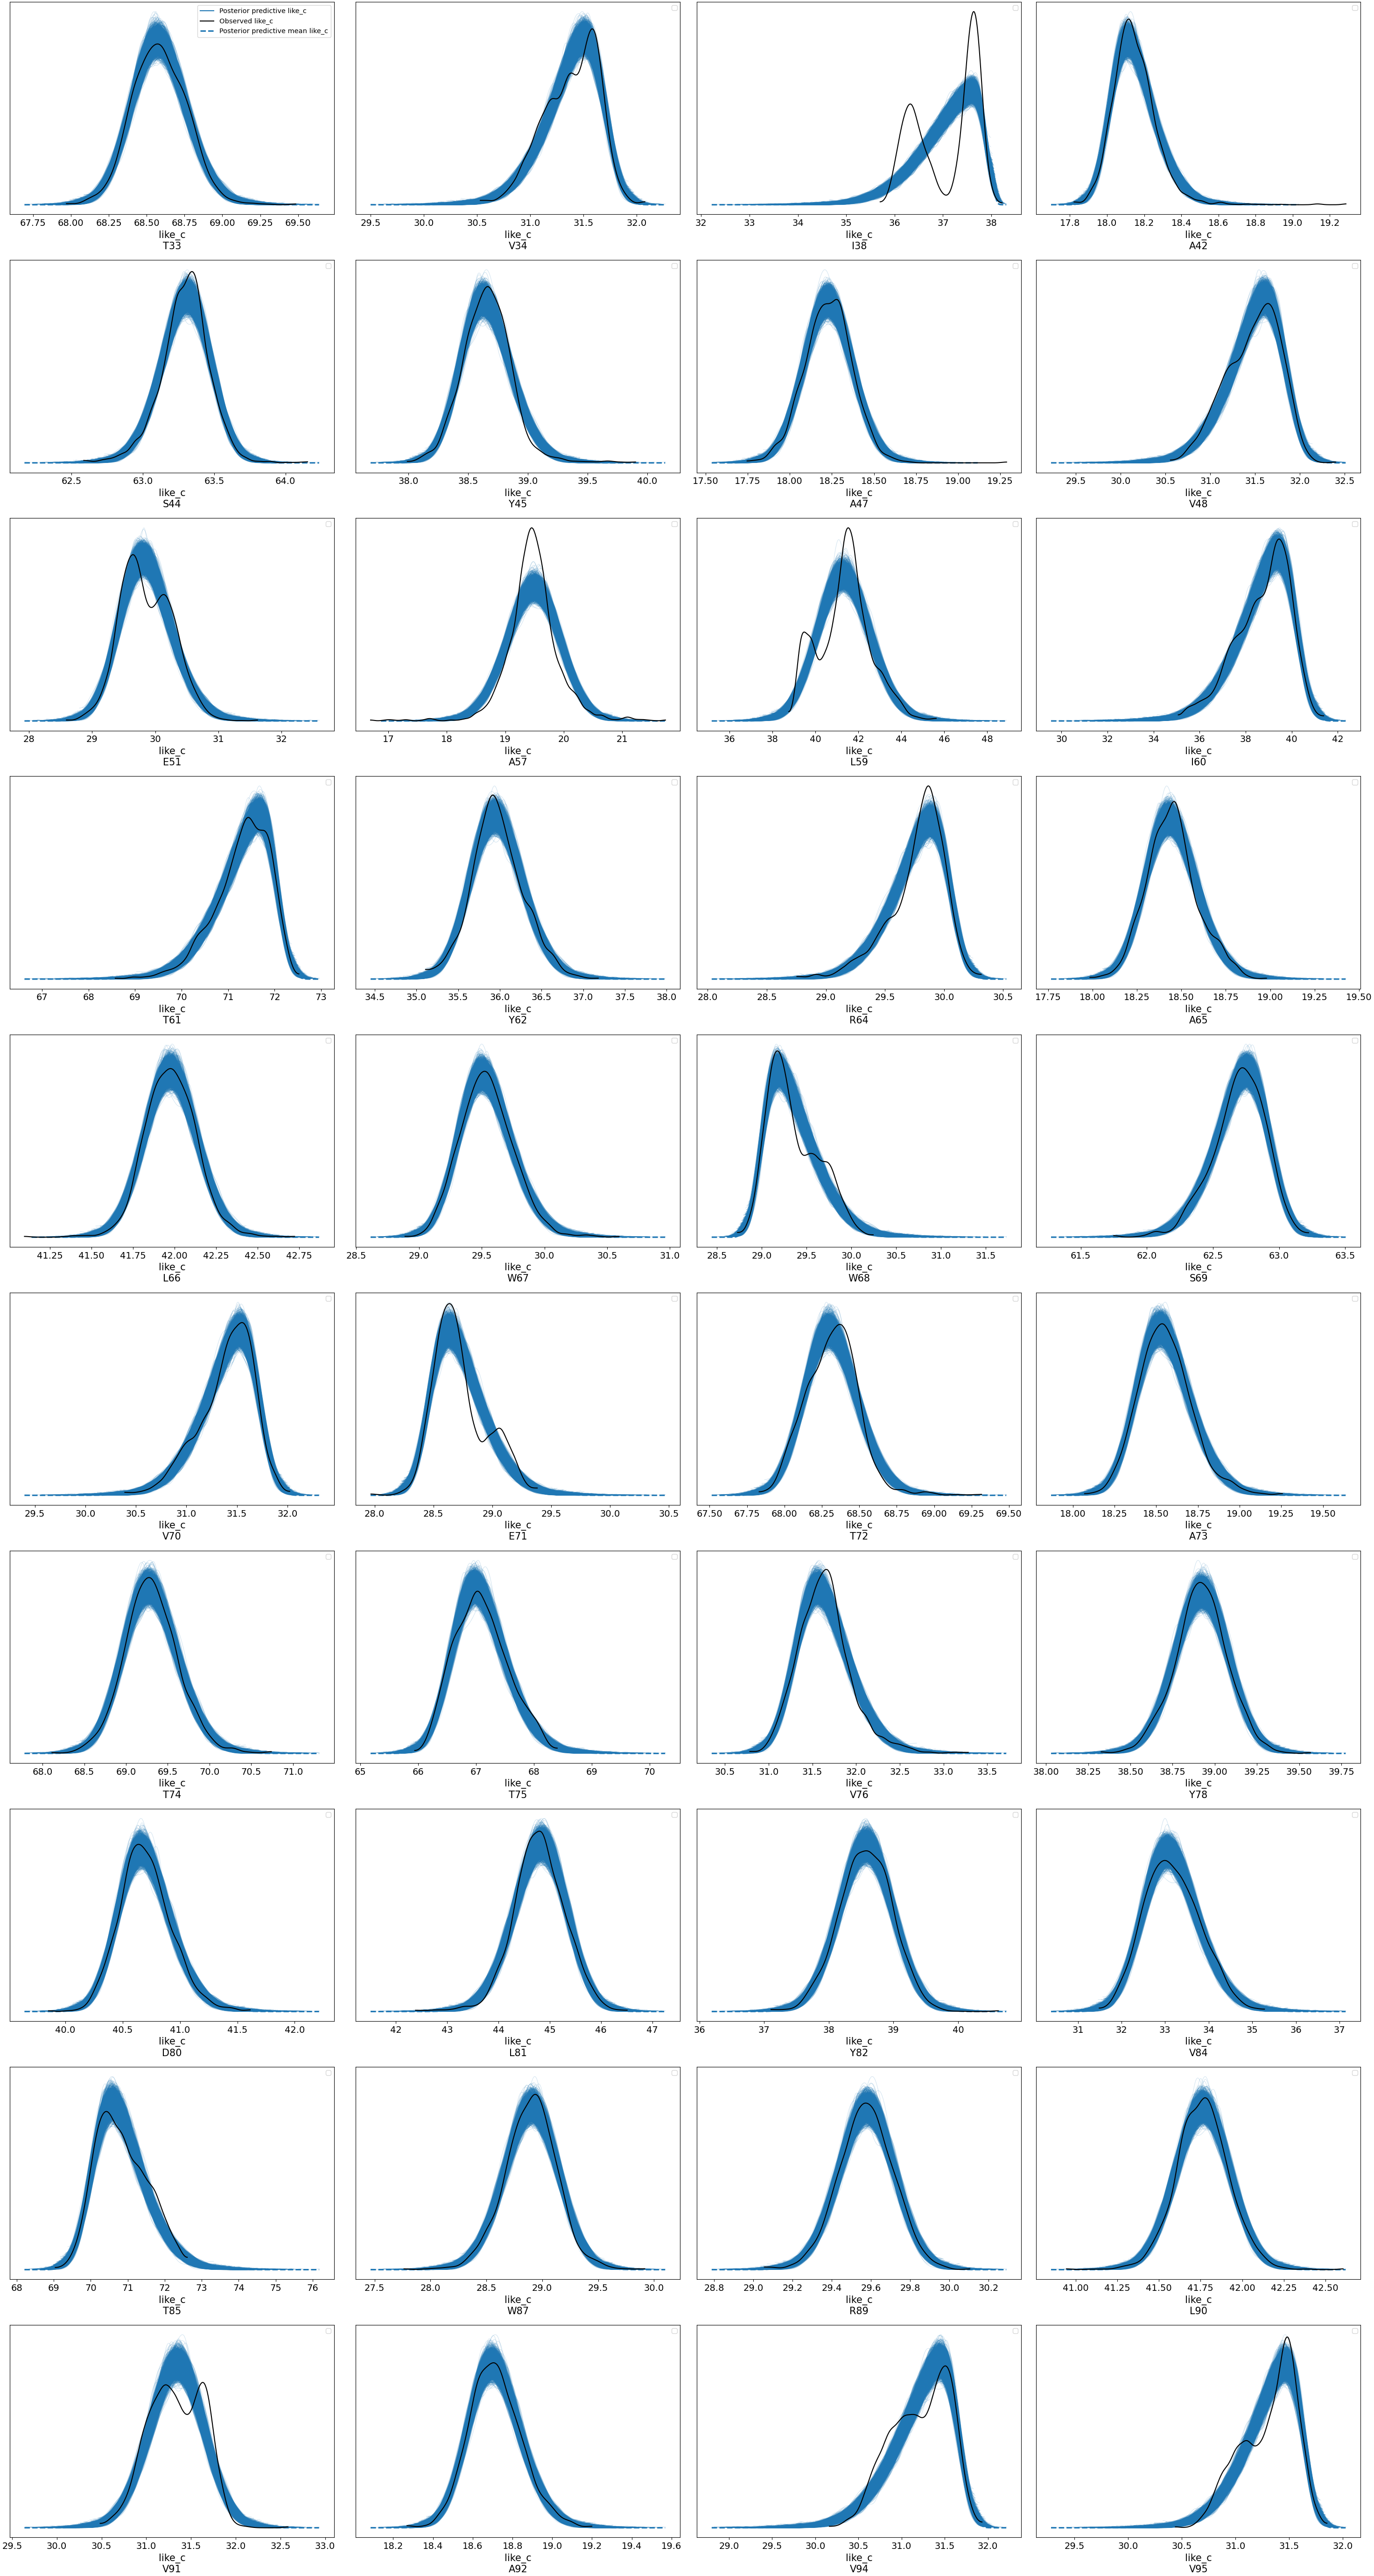 Posterior predictive like_c
Observed like_c
Posterior predictive mean like_c
67.75 68.00 68.25 68.50 68.75 69.00 69.25 69.50
like_c
T33
29.5 30.0 30.5 31.0 31.5 32.0
like_c
V34
32 33 34 35 36 37 38
like_c
I38
17.8 18.0 18.2 18.4 18.6 18.8 19.0 19.2
like_c
A42
62.5 63.0 63.5 64.0
like_c
S44
38.0 38.5 39.0 39.5 40.0
like_c
Y45
17.50 17.75 18.00 18.25 18.50 18.75 19.00 19.25
like_c
A47
29.5 30.0 30.5 31.0 31.5 32.0 32.5
like_c
V48
28 29 30 31 32
like_c
E51
17 18 19 20 21
like_c
A57
36 38 40 42 44 46 48
like_c
L59
30 32 34 36 38 40 42
like_c
I60
67 68 69 70 71 72 73
like_c
T61
34.5 35.0 35.5 36.0 36.5 37.0 37.5 38.0
like_c
Y62
28.0 28.5 29.0 29.5 30.0 30.5
like_c
R64
17.75 18.00 18.25 18.50 18.75 19.00 19.25 19.50
like_c
A65
41.25 41.50 41.75 42.00 42.25 42.50 42.75
like_c
L66
28.5 29.0 29.5 30.0 30.5 31.0
like_c
W67
28.5 29.0 29.5 30.0 30.5 31.0 31.5
like_c
W68
61.5 62.0 62.5 63.0 63.5
like_c
S69
29.5 30.0 30.5 31.0 31.5 32.0
like_c
V70
28.0 28.5 29.0 29.5 30.0 30.5
like_c
E71
67.50 67.75 68.00 68.25 68.50 68.75 69.00 69.25 69.50
like_c
T72
18.00 18.25 18.50 18.75 19.00 19.25 19.50
like_c
A73
68.0 68.5 69.0 69.5 70.0 70.5 71.0
like_c
T74
65 66 67 68 69 70
like_c
T75
30.5 31.0 31.5 32.0 32.5 33.0 33.5
like_c
V76
38.00 38.25 38.50 38.75 39.00 39.25 39.50 39.75
like_c
Y78
40.0 40.5 41.0 41.5 42.0
like_c
D80
42 43 44 45 46 47
like_c
L81
36 37 38 39 40
like_c
Y82
31 32 33 34 35 36 37
like_c
V84
68 69 70 71 72 73 74 75 76
like_c
T85
27.5 28.0 28.5 29.0 29.5 30.0
like_c
W87
28.8 29.0 29.2 29.4 29.6 29.8 30.0 30.2
like_c
R89
41.00 41.25 41.50 41.75 42.00 42.25 42.50
like_c
L90
29.5 30.0 30.5 31.0 31.5 32.0 32.5 33.0
like_c
V91
18.2 18.4 18.6 18.8 19.0 19.2 19.4 19.6
like_c
A92
29.0 29.5 30.0 30.5 31.0 31.5 32.0
like_c
V94
29.5 30.0 30.5 31.0 31.5 32.0
like_c
V95